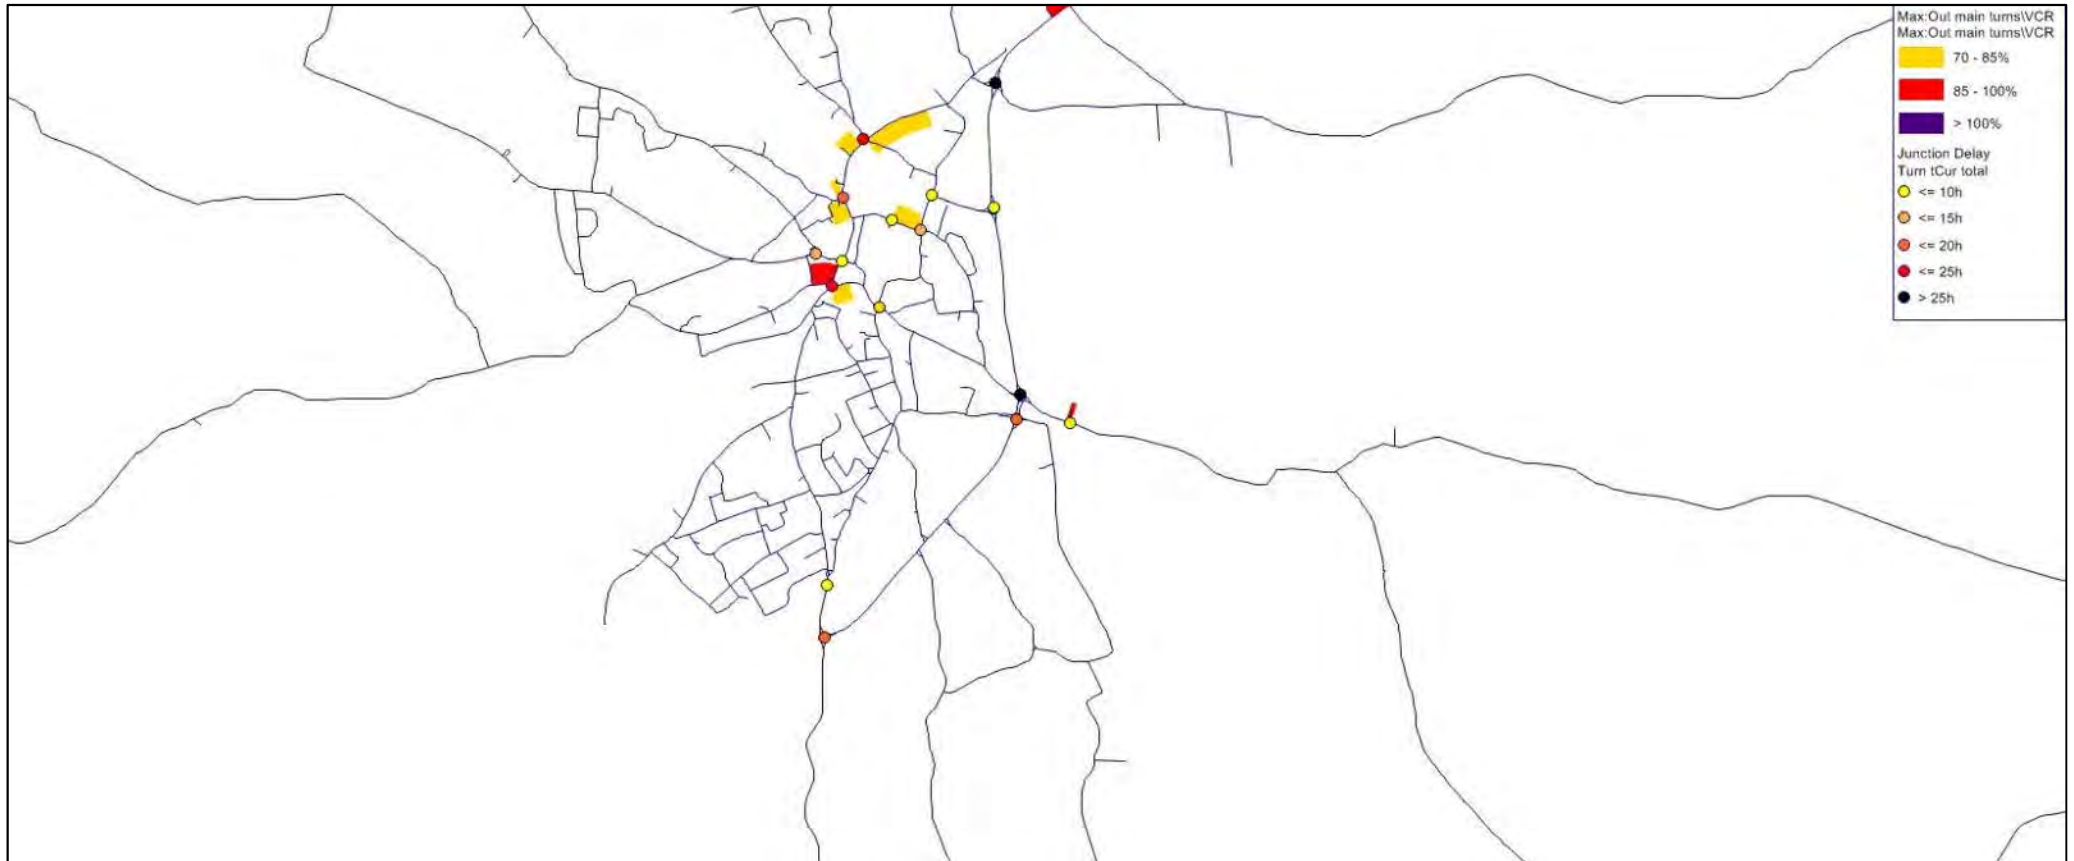 Max:Out main turns\VCR
Max:Out main turns\VCR
70 - 85%
85 - 100%
> 100%
Junction Delay
Turn tCur total
<= 10h
<= 15h
<= 20h
<= 25h
> 25h